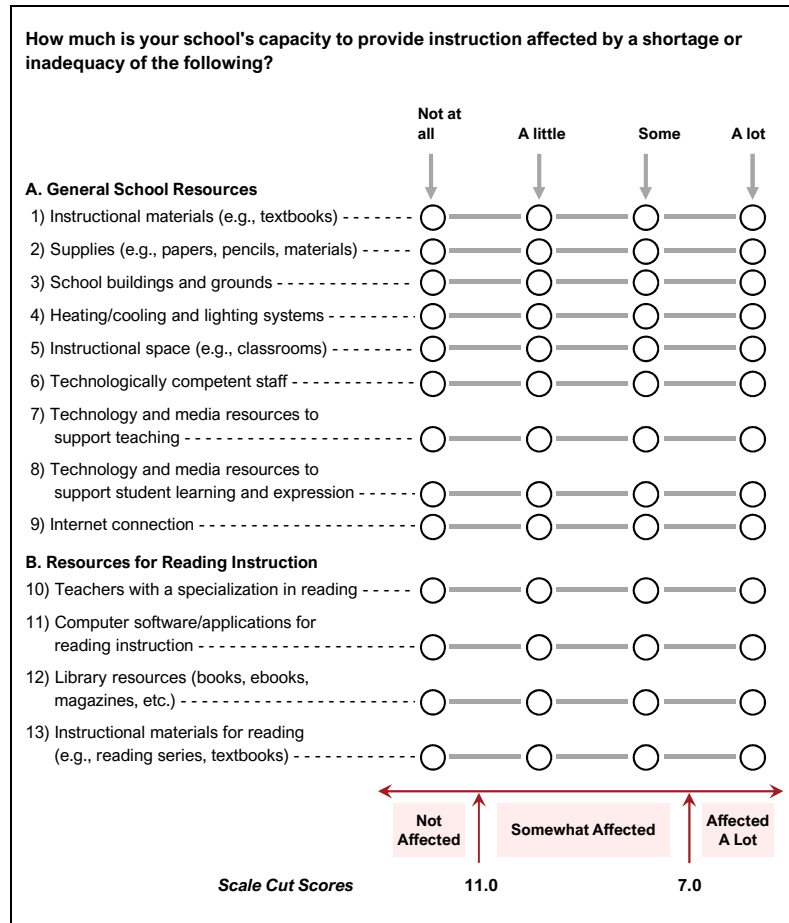 How much is your school's capacity to provide instruction affected by a shortage or
inadequacy of the following?
Not at
all
A little
Some
A lot
A. General School Resources
1) Instructional materials (e.g., textbooks) - - - - - - -
2) Supplies (e.g., papers, pencils, materials) - - - - -
3) School buildings and grounds - - - - - - - - - - - - - -
4) Heating/cooling and lighting systems - - - - - - - - -
5) Instructional space (e.g., classrooms) - - - - - - - -
6) Technologically competent staff - - - - - - - - - - - - -
7) Technology and media resources to
support teaching - - - - - - - - - - - - - - - - - - - - - - -
8) Technology and media resources to
support student learning and expression - - - - - -
9) Internet connection - - - - - - - - - - - - - - - - - - - - - -
B. Resources for Reading Instruction
10) Teachers with a specialization in reading - - - - -
11) Computer software/applications for
reading instruction - - - - - - - - - - - - - - - - - - - - - -
12) Library resources (books, ebooks,
magazines, etc.) - - - - - - - - - - - - - - - - - - - - - - - -
13) Instructional materials for reading
(e.g., reading series, textbooks) - - - - - - - - - - - -
Not
Affected
Somewhat Affected
Affected
A Lot
Scale Cut Scores 11.0 7.0